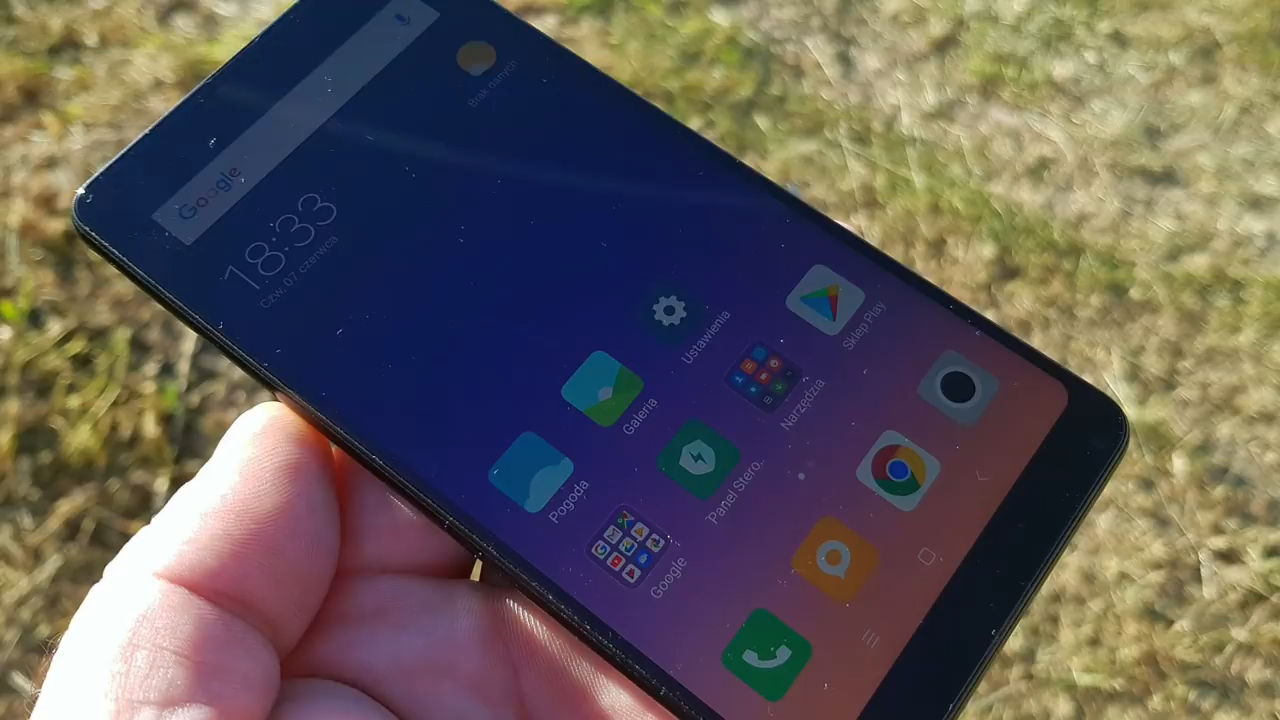 Google
Brak danych
18:33
czw. 07 czerwca
Pogoda
Galeria
Ustawienia
Google
Panel Stero...
Narzędzia
Sklep Play